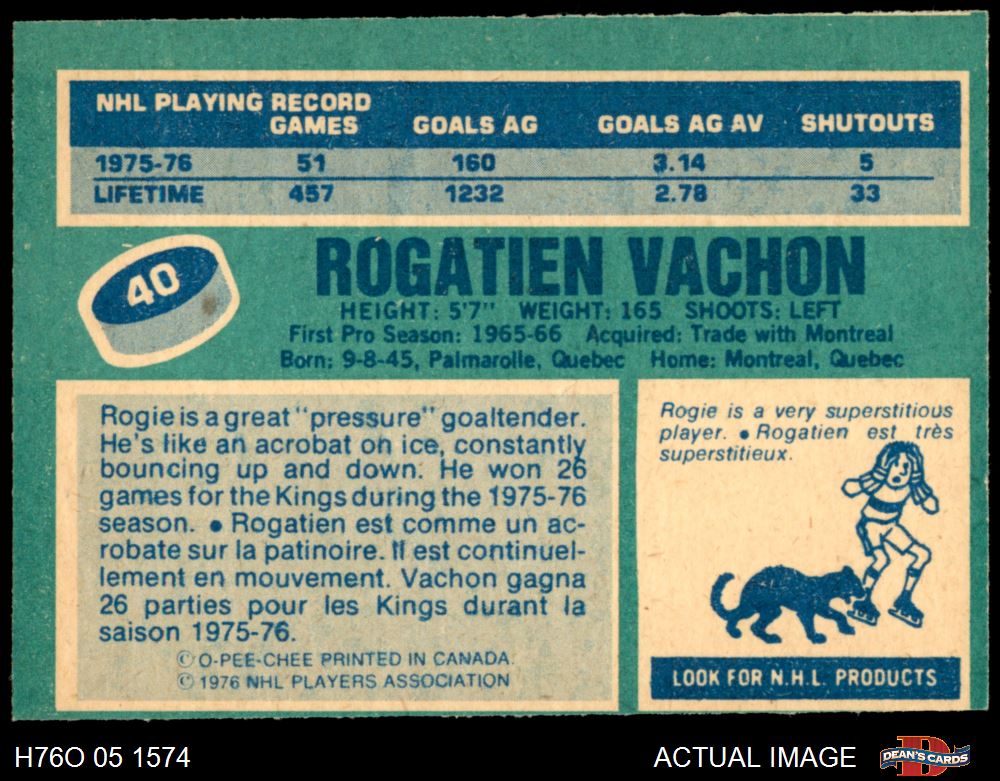 NHL PLAYING RECORD
GAMES GOALS AG GOALS AG AV SHUTOUTS
1975-76 51 160 3.14 5
LIFETIME 457 1232 2.78 33
40
ROGATIEN VACHON
HEIGHT: 5'7" WEIGHT: 165 SHOOTS: LEFT
First Pro Season: 1965-66 Acquired: Trade with Montreal
Born: 9-8-45, Palmarolle, Quebec Home: Montreal, Quebec
Rogie is a great "pressure" goaltender.
He's like an acrobat on ice, constantly
bouncing up and down. He won 26
games for the Kings during the 1975-76
season. • Rogatien est comme un ac-
robate sur la patinoire. Il est continuel-
lement en mouvement. Vachon gagna
26 parties pour les Kings durant la
saison 1975-76.
© O-PEE-CHEE PRINTED IN CANADA.
© 1976 NHL PLAYERS ASSOCIATION
Rogie is a very superstitious
player. • Rogatien est très
superstitieux.
LOOK FOR N.H.L. PRODUCTS
H76O 05 1574 ACTUAL IMAGE DEAN'S CARDS